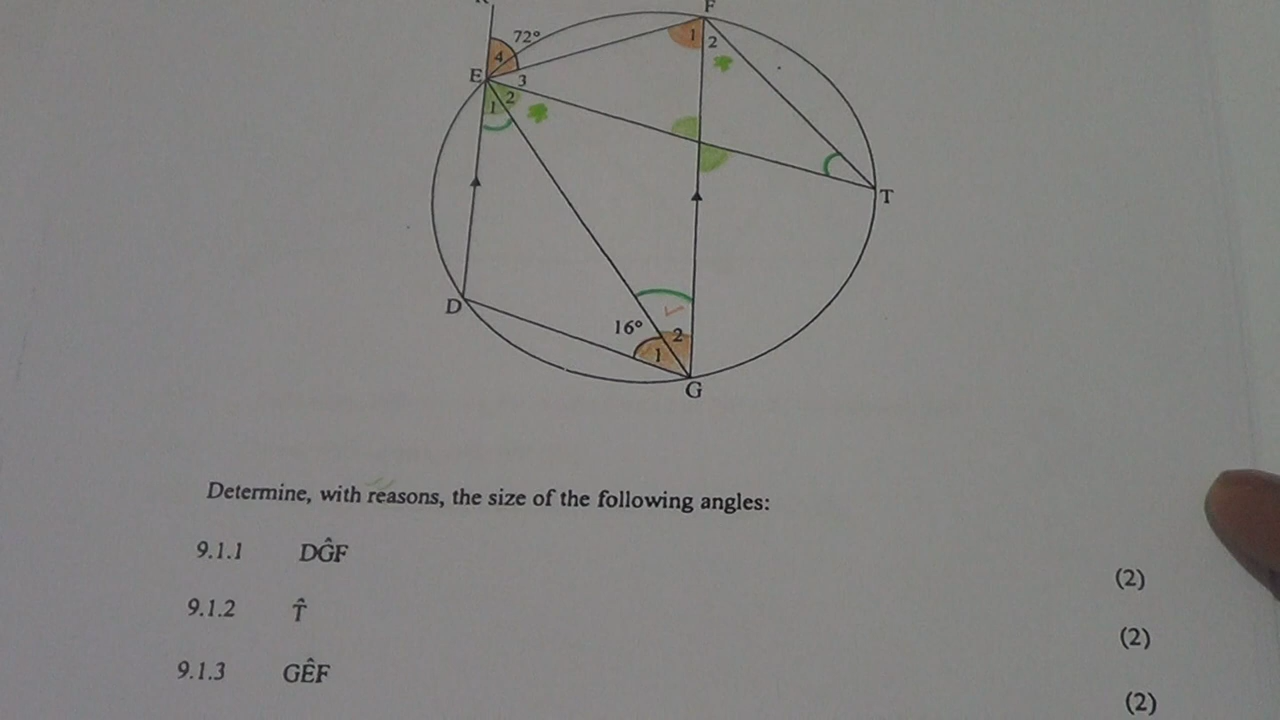 F
72°
1
2
4
E
3
2
1
T
D
16°
2
1
G
Determine, with reasons, the size of the following angles:
9.1.1 DĜF
(2)
9.1.2 T̂
(2)
9.1.3 GÊF
(2)